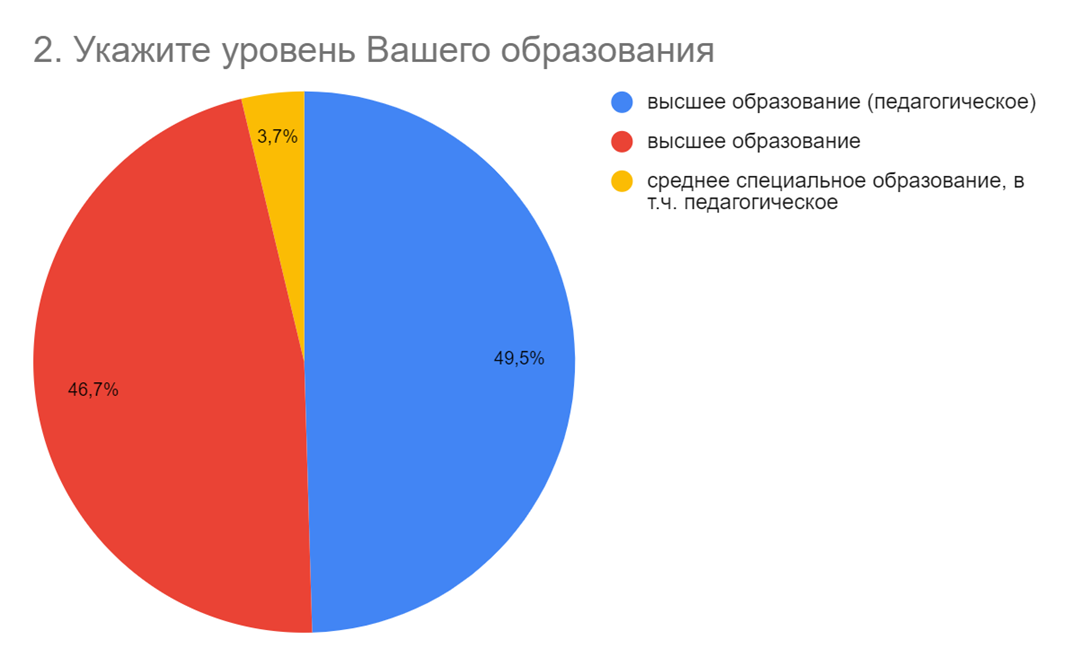 2. Укажите уровень Вашего образования
высшее образование (педагогическое)
высшее образование
среднее специальное образование, в
т.ч. педагогическое
3,7%
49,5%
46,7%